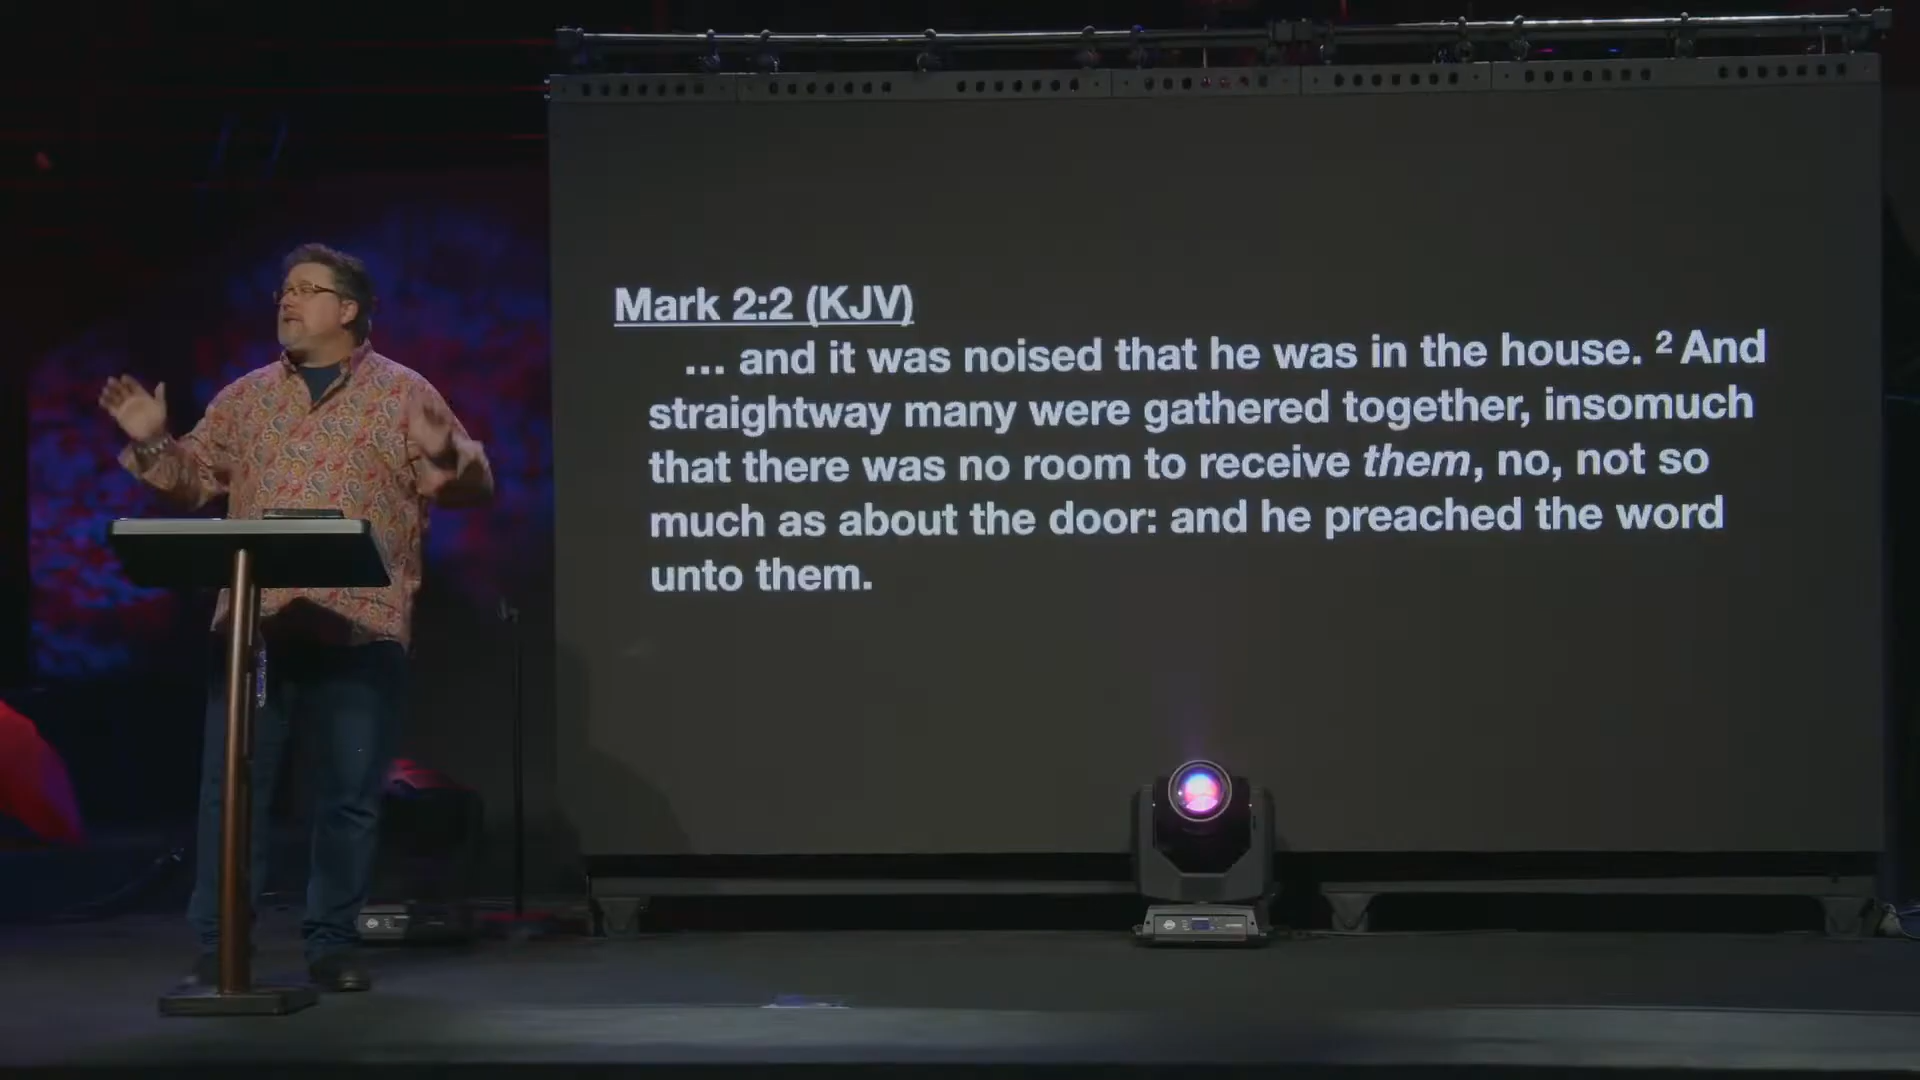 Mark 2:2 (KJV)
... and it was noised that he was in the house. ² And
straightway many were gathered together, insomuch
that there was no room to receive them, no, not so
much as about the door: and he preached the word
unto them.